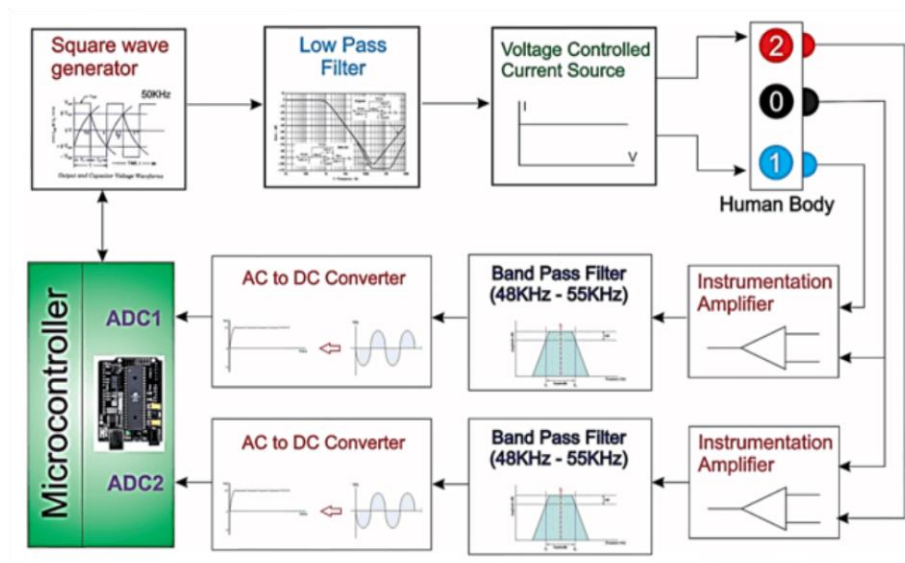 Square wave
generator
50KHz
Output and Capacitor Voltage Waveforms
Low Pass
Filter
Voltage Controlled
Current Source
I
V
2
0
1
Human Body
Microcontroller
ADC1
ADC2
AC to DC Converter
Band Pass Filter
(48KHz - 55KHz)
Instrumentation
Amplifier
AC to DC Converter
Band Pass Filter
(48KHz - 55KHz)
Instrumentation
Amplifier